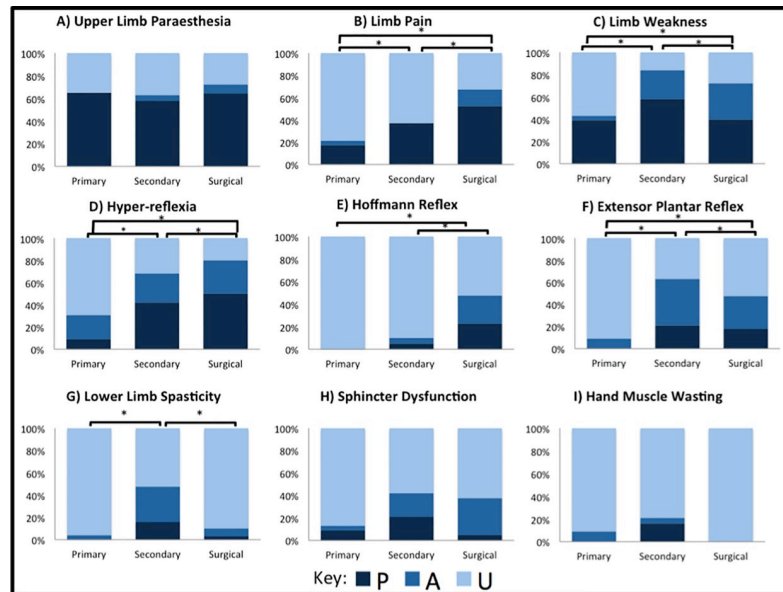 A) Upper Limb Paraesthesia
100%
80%
60%
40%
20%
0%
Primary Secondary Surgical
B) Limb Pain
* * *
100%
80%
60%
40%
20%
0%
Primary Secondary Surgical
C) Limb Weakness
* * *
100%
80%
60%
40%
20%
0%
Primary Secondary Surgical
D) Hyper-reflexia
* * *
100%
80%
60%
40%
20%
0%
Primary Secondary Surgical
E) Hoffmann Reflex
* *
100%
80%
60%
40%
20%
0%
Primary Secondary Surgical
F) Extensor Plantar Reflex
* * *
100%
80%
60%
40%
20%
0%
Primary Secondary Surgical
G) Lower Limb Spasticity
* *
100%
80%
60%
40%
20%
0%
Primary Secondary Surgical
H) Sphincter Dysfunction
100%
80%
60%
40%
20%
0%
Primary Secondary Surgical
I) Hand Muscle Wasting
100%
80%
60%
40%
20%
0%
Primary Secondary Surgical
Key: P A U